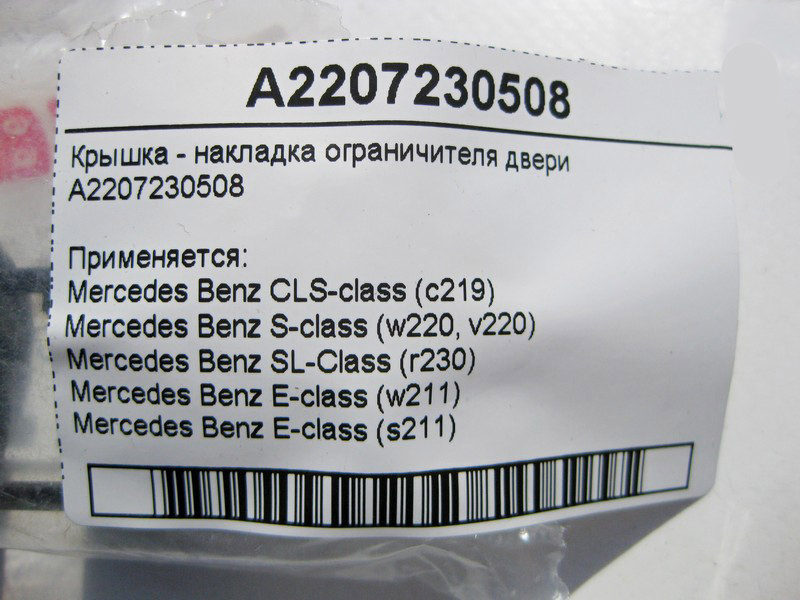 A2207230508
Крышка - накладка ограничителя двери
A2207230508
Применяется:
Mercedes Benz CLS-class (c219)
Mercedes Benz S-class (w220, v220)
Mercedes Benz SL-Class (r230)
Mercedes Benz E-class (w211)
Mercedes Benz E-class (s211)